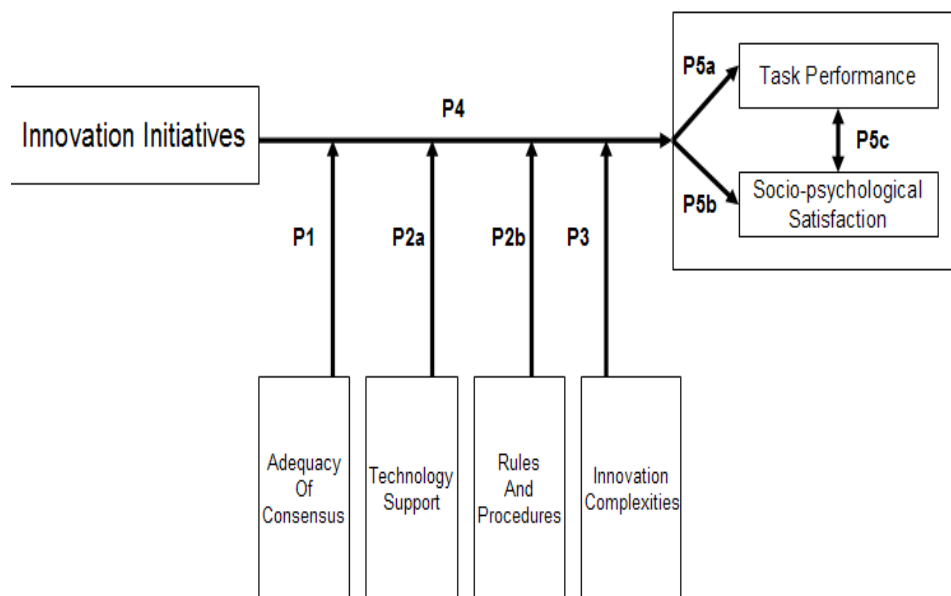 P5a
Task Performance
P4
Innovation Initiatives
P5c
P5b
Socio-psychological
Satisfaction
P1
P2a
P2b
P3
Adequacy
Of
Consensus
Technology
Support
Rules
And
Procedures
Innovation
Complexities